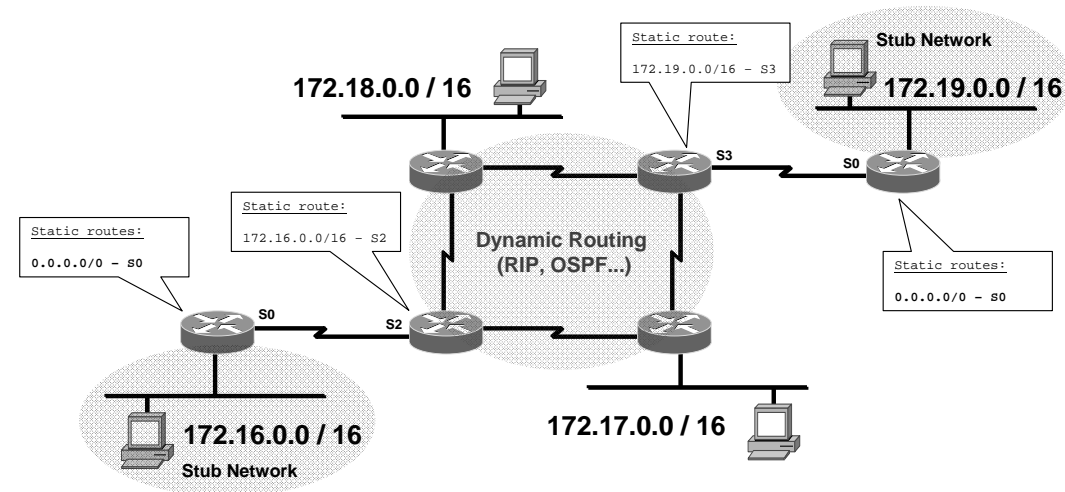 Static route:
172.19.0.0/16 – S3
Stub Network
172.19.0.0 / 16
172.18.0.0 / 16
S3
S0
Static routes:
0.0.0.0/0 – S0
Static route:
172.16.0.0/16 – S2
Dynamic Routing
(RIP, OSPF...)
Static routes:
0.0.0.0/0 – S0
S0
S2
172.16.0.0 / 16
Stub Network
172.17.0.0 / 16